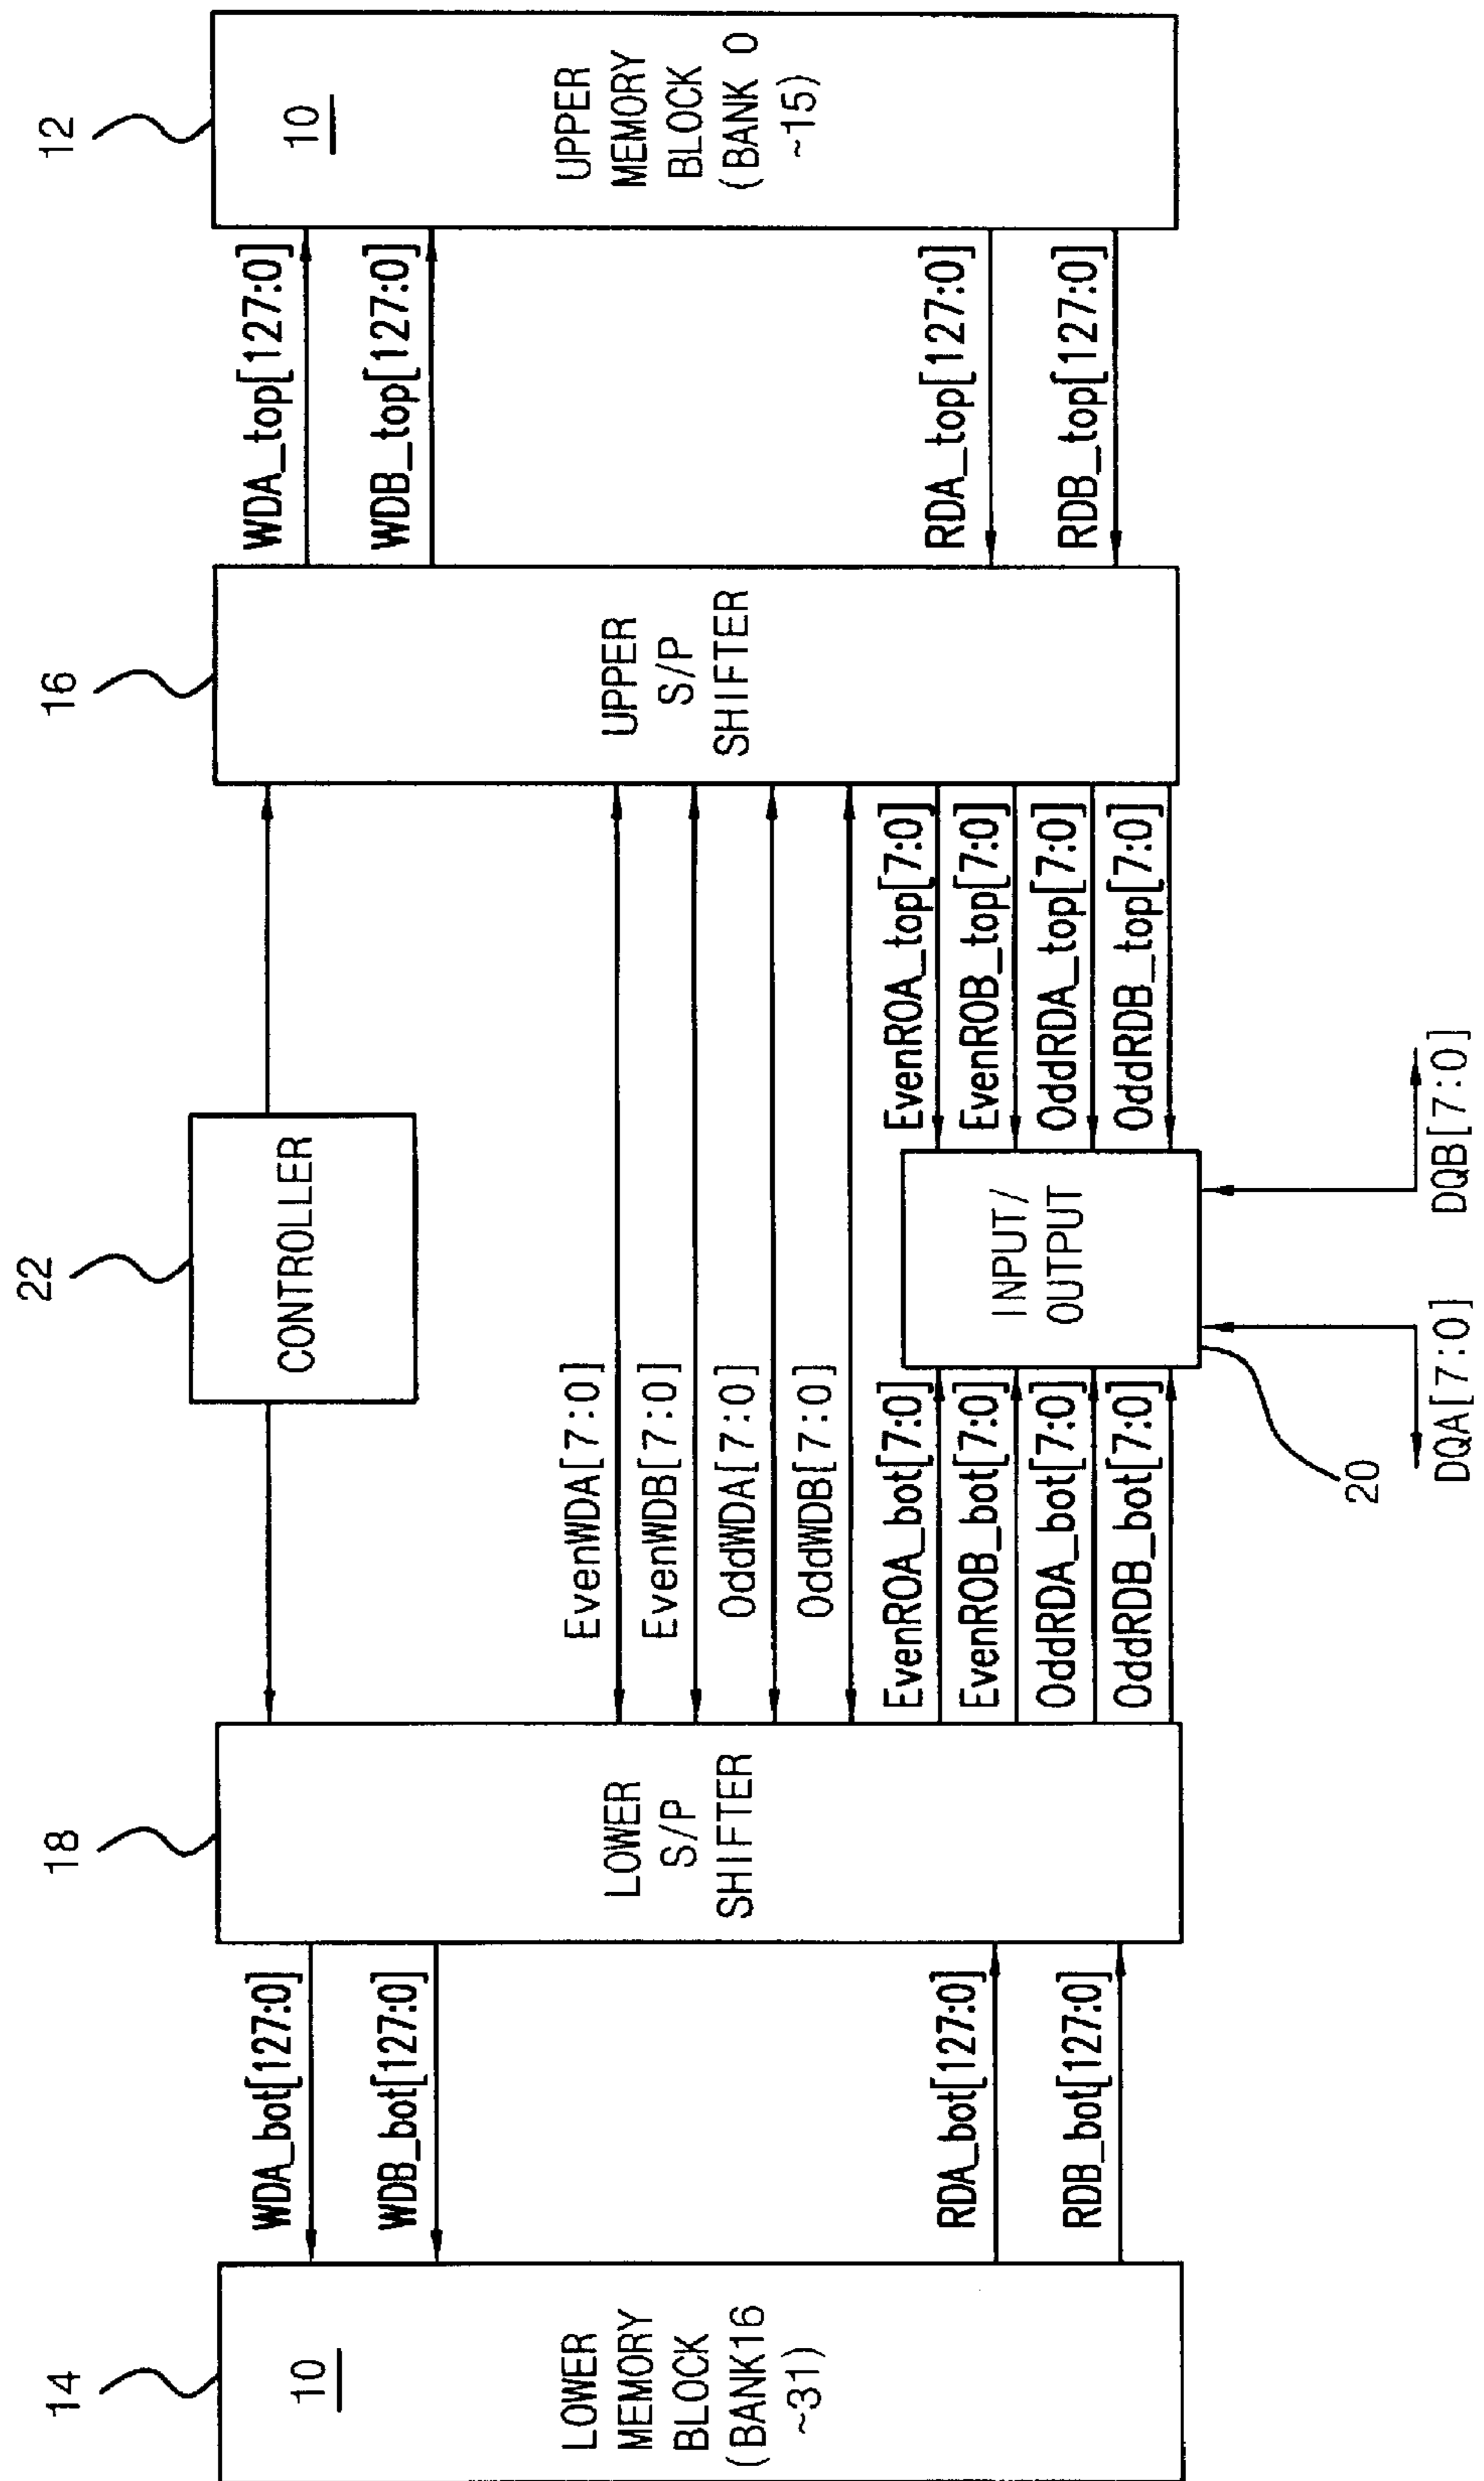 14
10
LOWER
MEMORY
BLOCK
(BANK16
~31)
WDA_bot[127:0]
WDB_bot[127:0]
RDA_bot[127:0]
RDB_bot[127:0]
18
LOWER
S/P
SHIFTER
22
CONTROLLER
EvenWDA[7:0]
EvenWDB[7:0]
OddWDA[7:0]
OddWDB[7:0]
EvenROA_bot[7:0]
EvenROB_bot[7:0]
OddRDA_bot[7:0]
OddRDB_bot[7:0]
INPUT/
OUTPUT
20
DQA[7:0]
DQB[7:0]
EvenROA_top[7:0]
EvenROB_top[7:0]
OddRDA_top[7:0]
OddRDB_top[7:0]
16
UPPER
S/P
SHIFTER
WDA_top[127:0]
WDB_top[127:0]
RDA_top[127:0]
RDB_top[127:0]
12
10
UPPER
MEMORY
BLOCK
(BANK 0
~15)